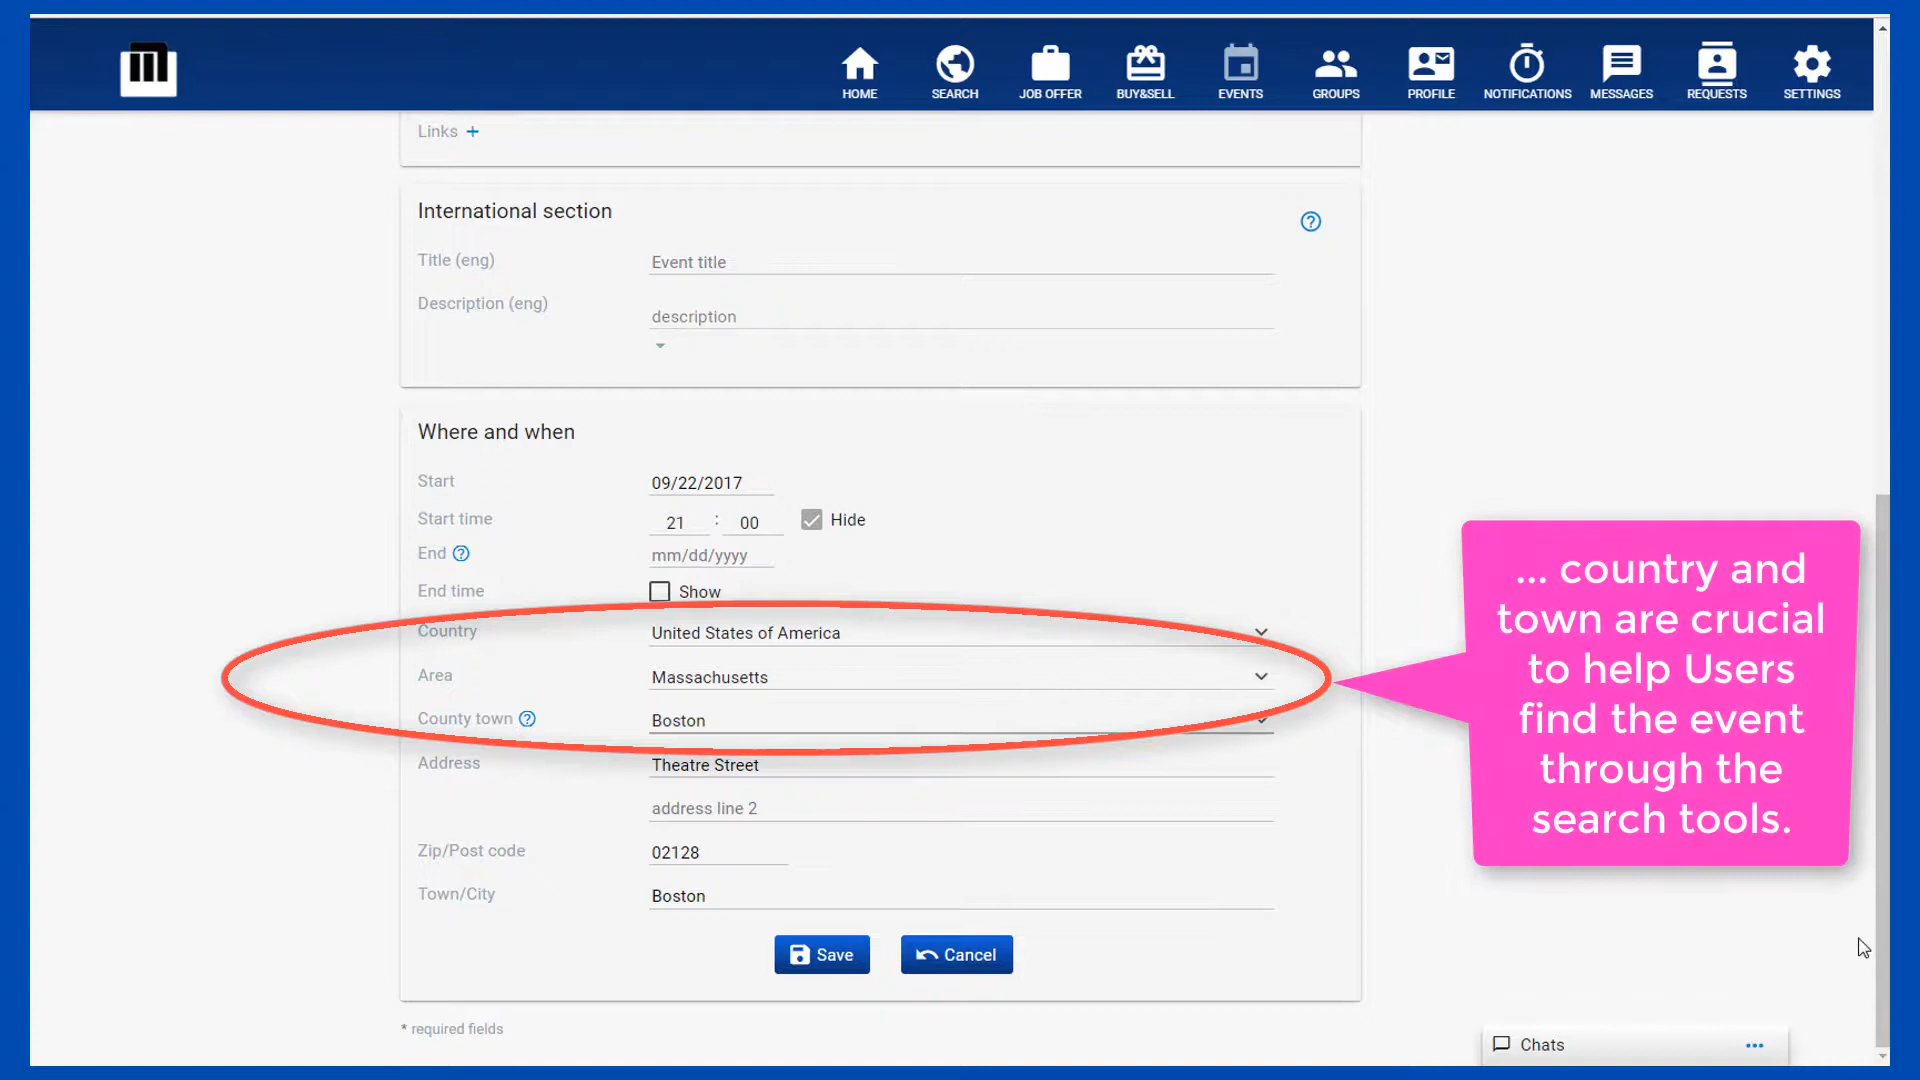 HOME
SEARCH
JOB OFFER
BUY&SELL
EVENTS
GROUPS
PROFILE
NOTIFICATIONS
MESSAGES
REQUESTS
SETTINGS
Links +
International section
Title (eng)
Event title
Description (eng)
description
Where and when
Start
09/22/2017
Start time
21 : 00
Hide
End
mm/dd/yyyy
End time
Show
Country
United States of America
Area
Massachusetts
County town
Boston
Address
Theatre Street
address line 2
Zip/Post code
02128
Town/City
Boston
Save
Cancel
* required fields
... country and
town are crucial
to help Users
find the event
through the
search tools.
Chats